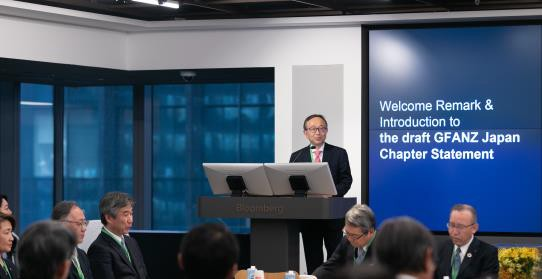 Welcome Remark &
Introduction to
the draft GFANZ Japan
Chapter Statement
Bloomberg